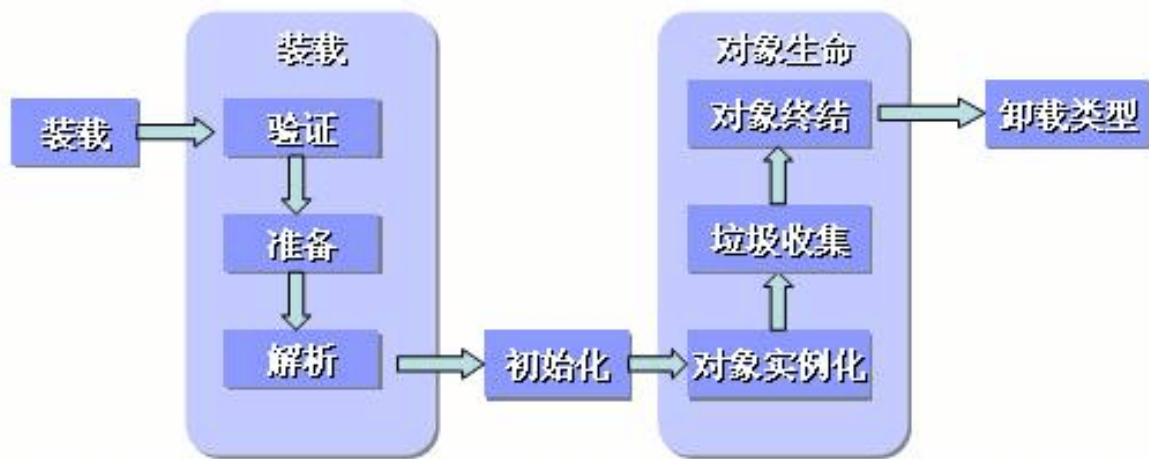 装载
装载
验证
准备
解析
初始化
对象生命
对象实例化
垃圾收集
对象终结
卸载类型